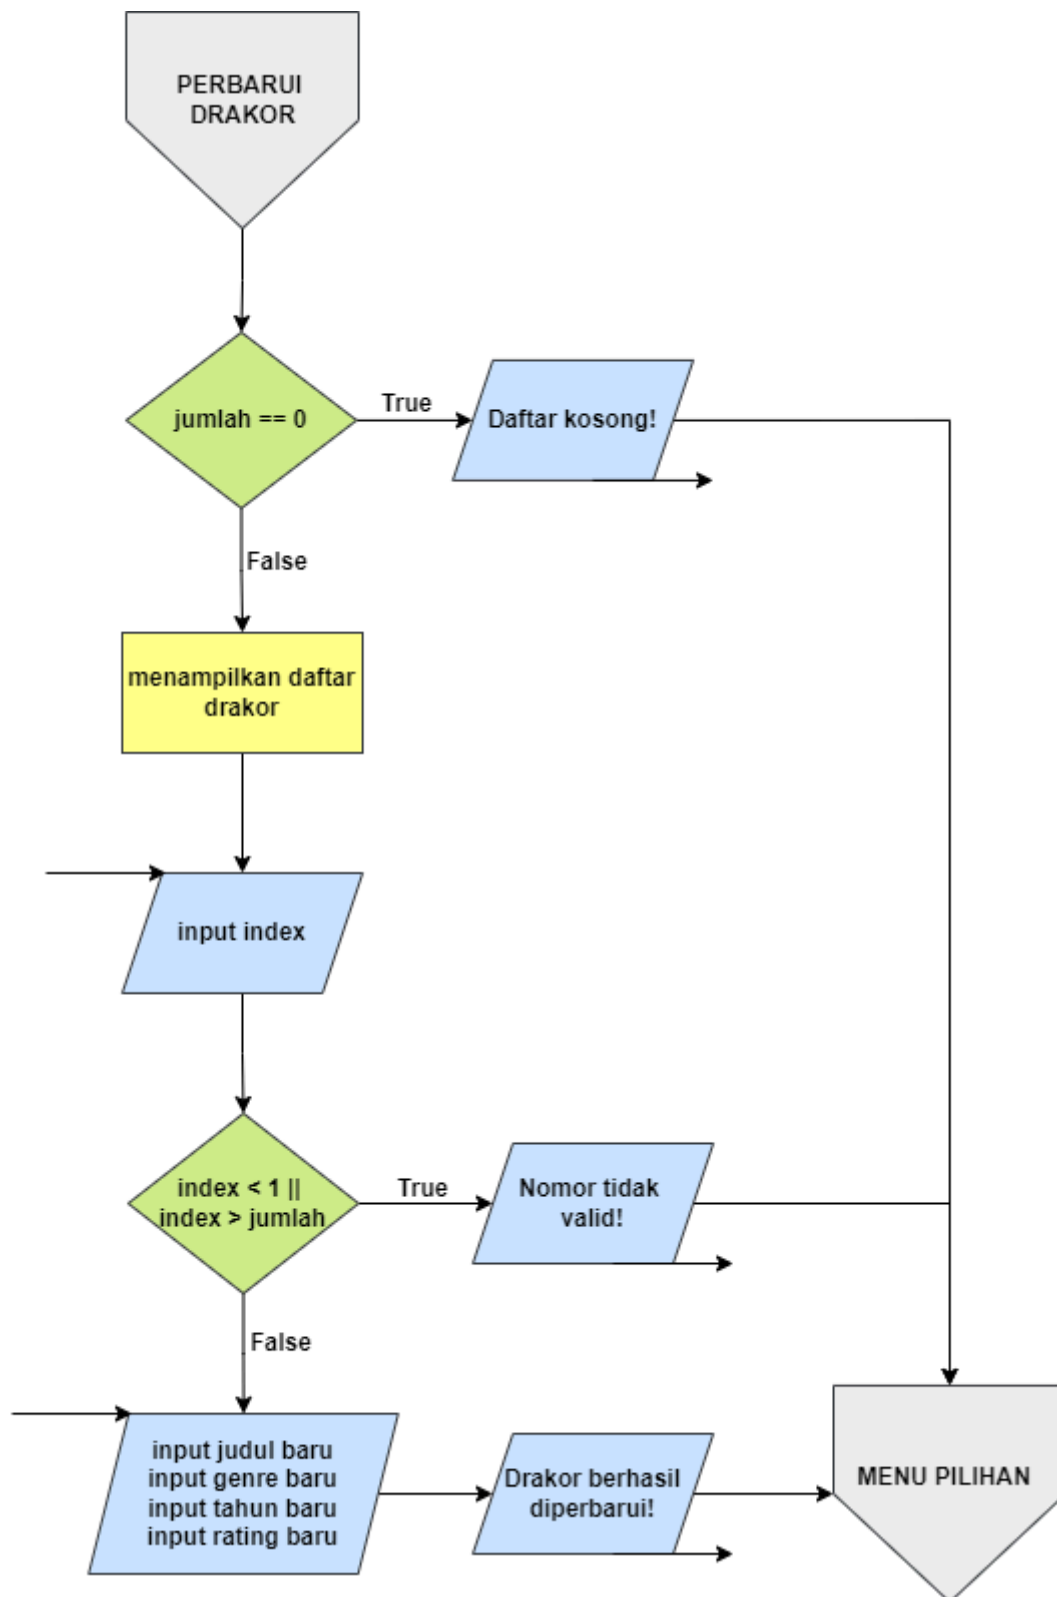 PERBARUI
DRAKOR
jumlah == 0
True
Daftar kosong!
False
menampilkan daftar
drakor
input index
index < 1 ||
index > jumlah
True
Nomor tidak
valid!
False
input judul baru
input genre baru
input tahun baru
input rating baru
Drakor berhasil
diperbarui!
MENU PILIHAN